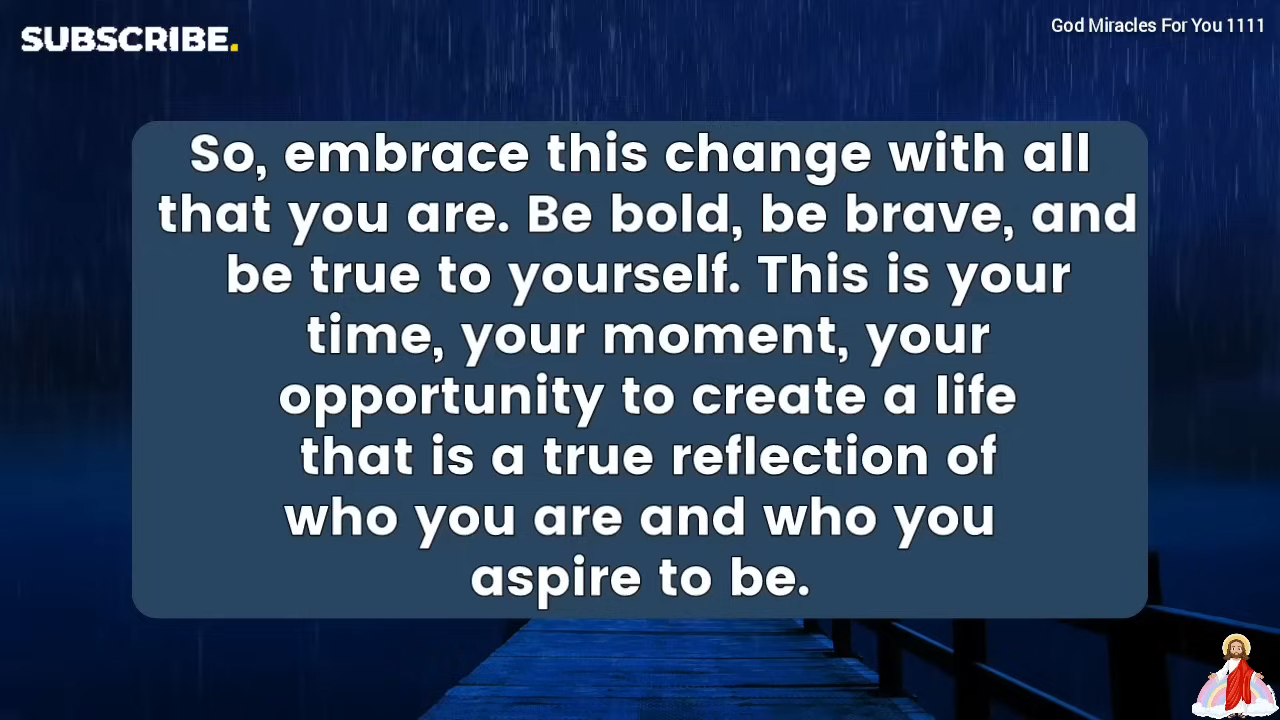 SUBSCRIBE.
God Miracles For You 1111
So, embrace this change with all
that you are. Be bold, be brave, and
be true to yourself. This is your
time, your moment, your
opportunity to create a life
that is a true reflection of
who you are and who you
aspire to be.